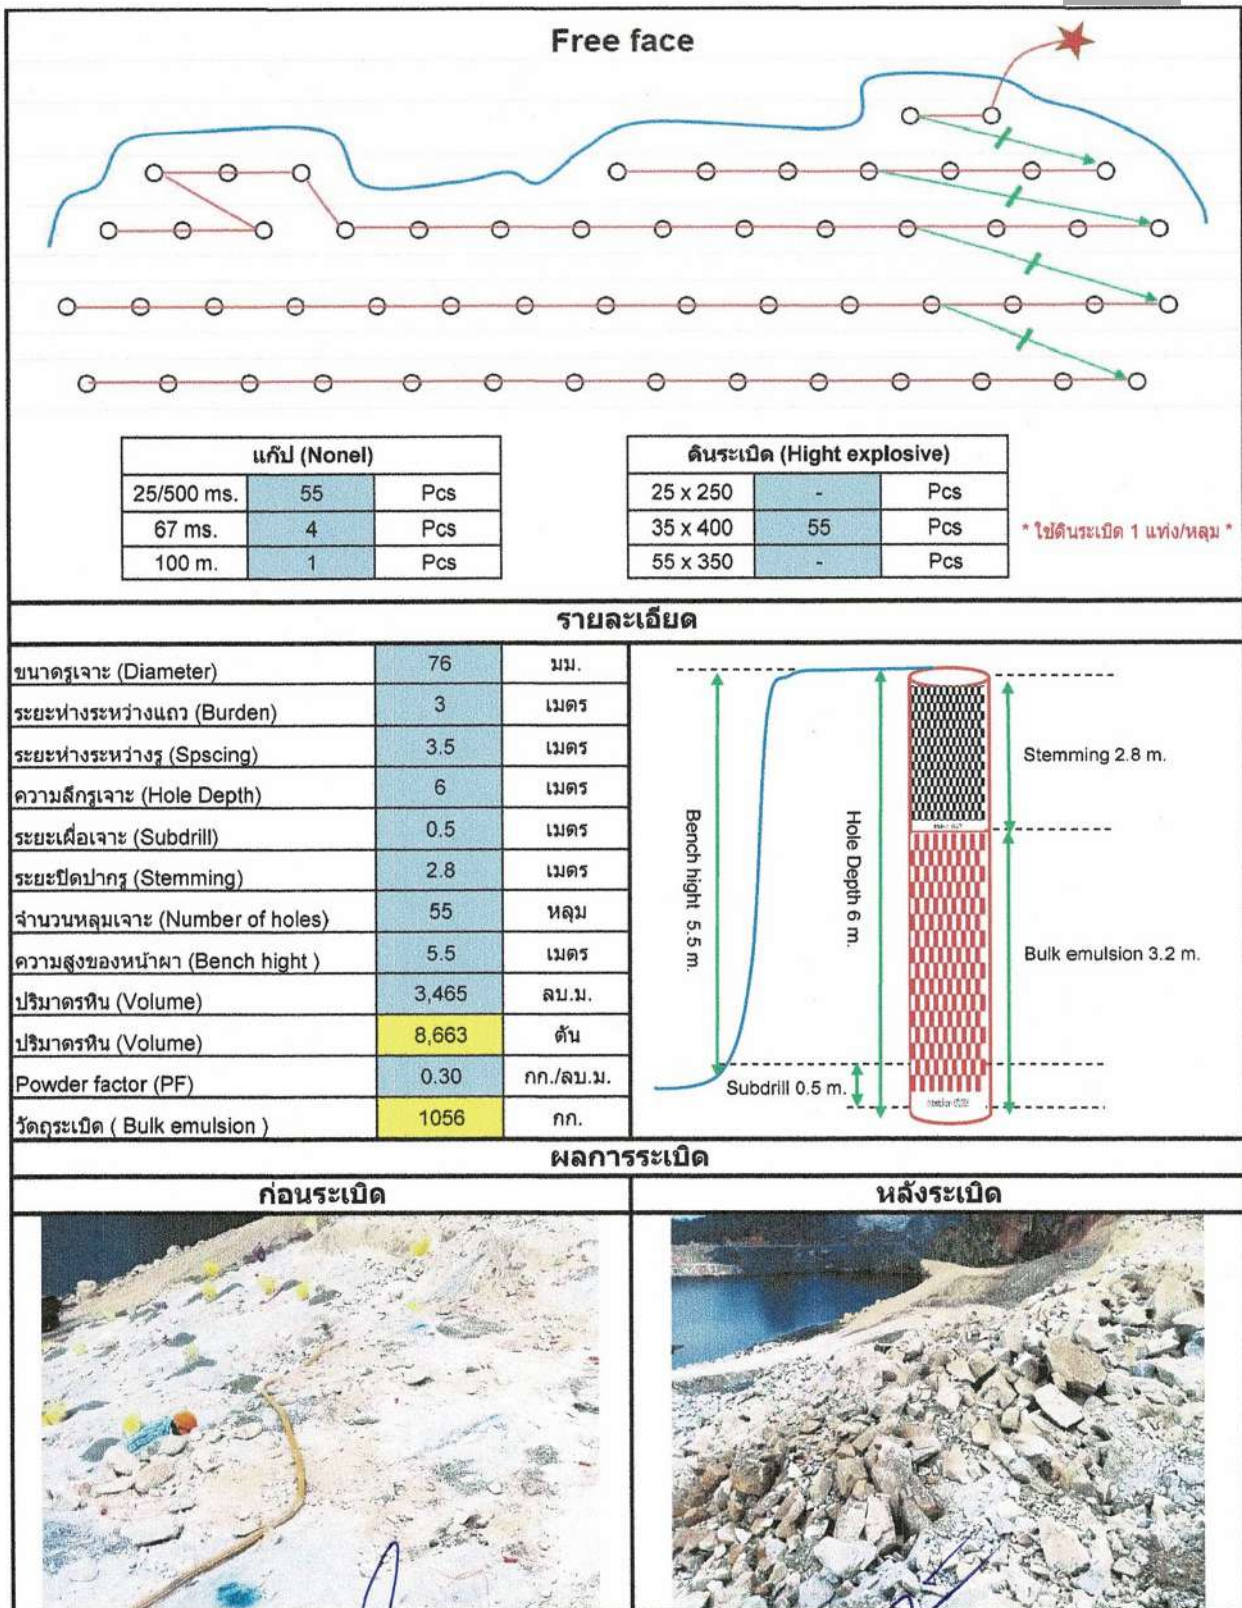 Free face
แก๊ป (Nonel)
25/500 ms. 55 Pcs
67 ms. 4 Pcs
100 m. 1 Pcs
ดินระเบิด (Hight explosive)
25 x 250 - Pcs
35 x 400 55 Pcs
55 x 350 - Pcs
* ใช้ดินระเบิด 1 แท่ง/หลุม *
รายละเอียด
ขนาดรูเจาะ (Diameter) 76 มม.
ระยะห่างระหว่างแถว (Burden) 3 เมตร
ระยะห่างระหว่างรู (Spscing) 3.5 เมตร
ความลึกรูเจาะ (Hole Depth) 6 เมตร
ระยะเผื่อเจาะ (Subdrill) 0.5 เมตร
ระยะปิดปากรู (Stemming) 2.8 เมตร
จำนวนหลุมเจาะ (Number of holes) 55 หลุม
ความสูงของหน้าผา (Bench hight ) 5.5 เมตร
ปริมาตรหิน (Volume) 3,465 ลบ.ม.
ปริมาตรหิน (Volume) 8,663 ตัน
Powder factor (PF) 0.30 กก./ลบ.ม.
วัตถุระเบิด ( Bulk emulsion ) 1056 กก.
Bench hight 5.5 m.
Hole Depth 6 m.
Stemming 2.8 m.
Bulk emulsion 3.2 m.
Subdrill 0.5 m.
ผลการระเบิด
ก่อนระเบิด
หลังระเบิด